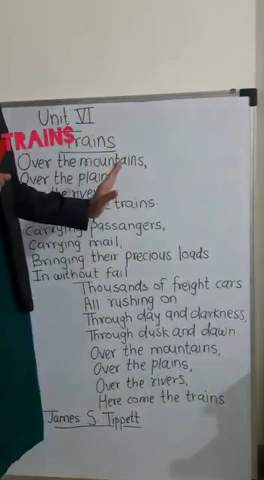 Unit VI
TRAINS
Trains
Over the mountains,
Over the plains
the rivers
trains
Carrying passengers,
Carrying mail,
Bringing their precious loads
In without fail
Thousands of freight cars
All rushing on
Through day and darkness,
Through dusk and dawn
Over the mountains,
Over the plains,
Over the rivers,
Here come the trains
James S Tippett